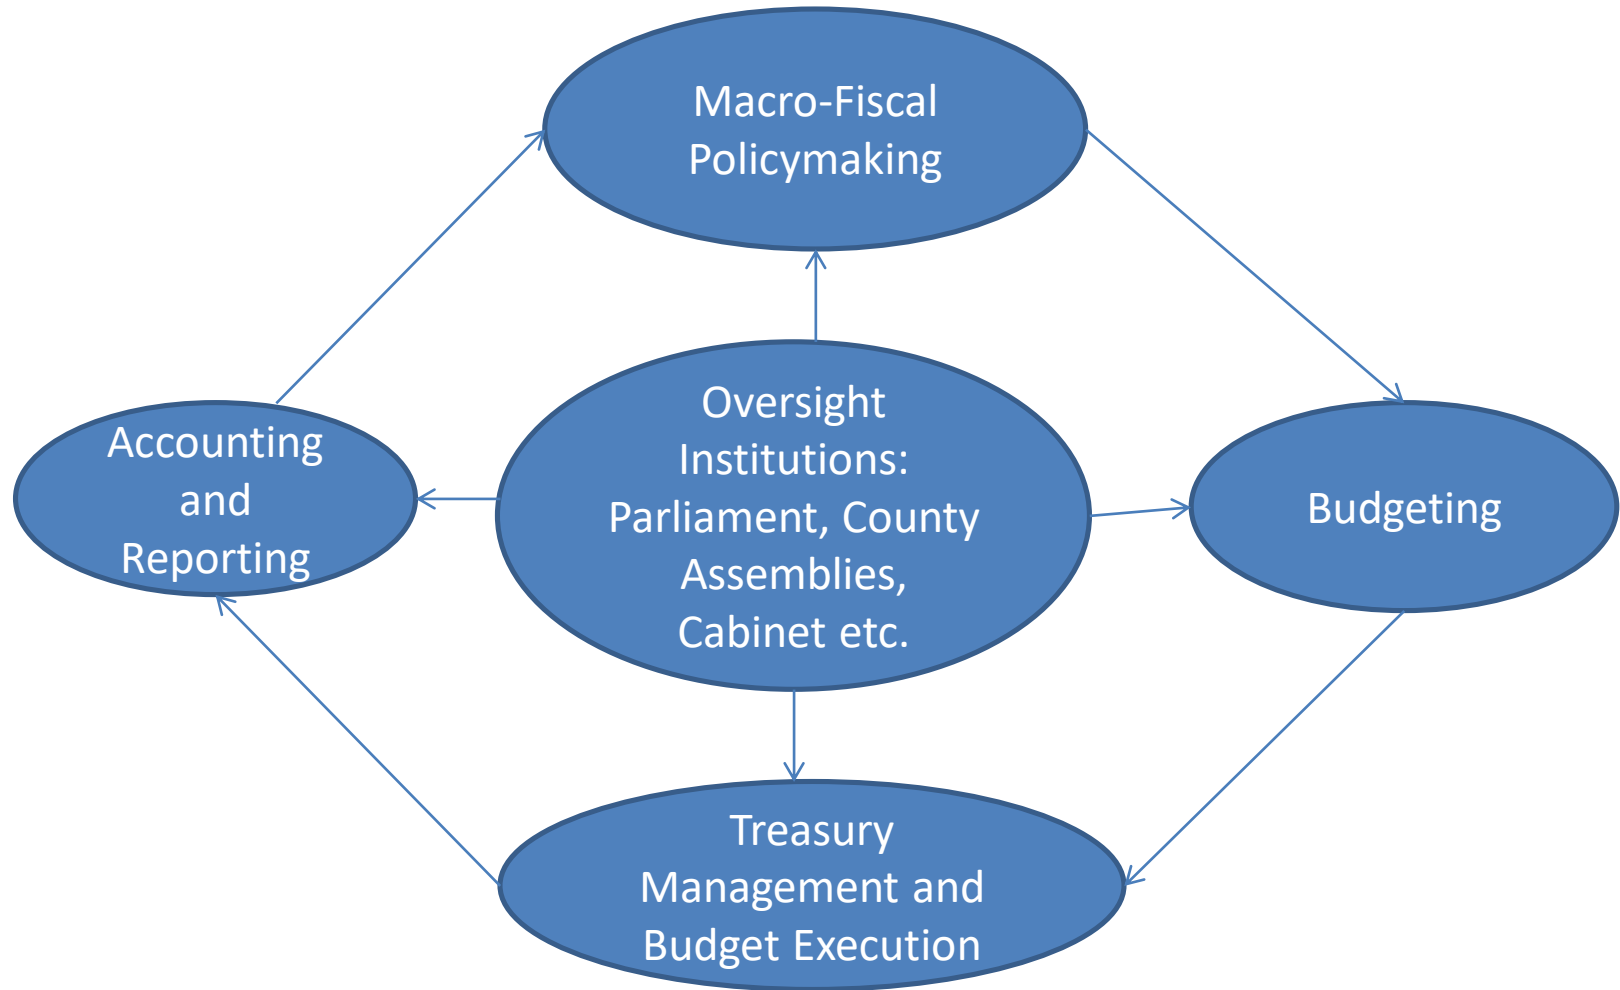 Macro-Fiscal
Policymaking
Oversight
Institutions:
Parliament, County
Assemblies,
Cabinet etc.
Accounting
and
Reporting
Budgeting
Treasury
Management and
Budget Execution